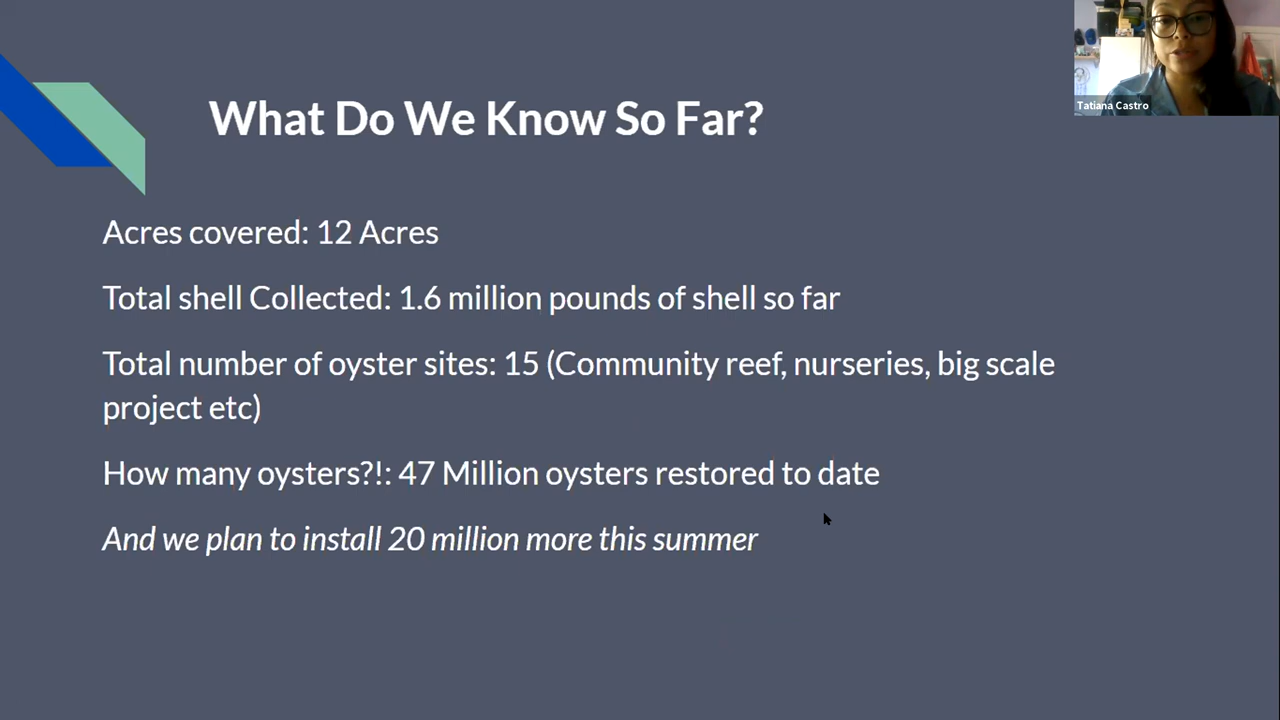 Tatiana Castro
What Do We Know So Far?
Acres covered: 12 Acres
Total shell Collected: 1.6 million pounds of shell so far
Total number of oyster sites: 15 (Community reef, nurseries, big scale
project etc)
How many oysters?!: 47 Million oysters restored to date
And we plan to install 20 million more this summer